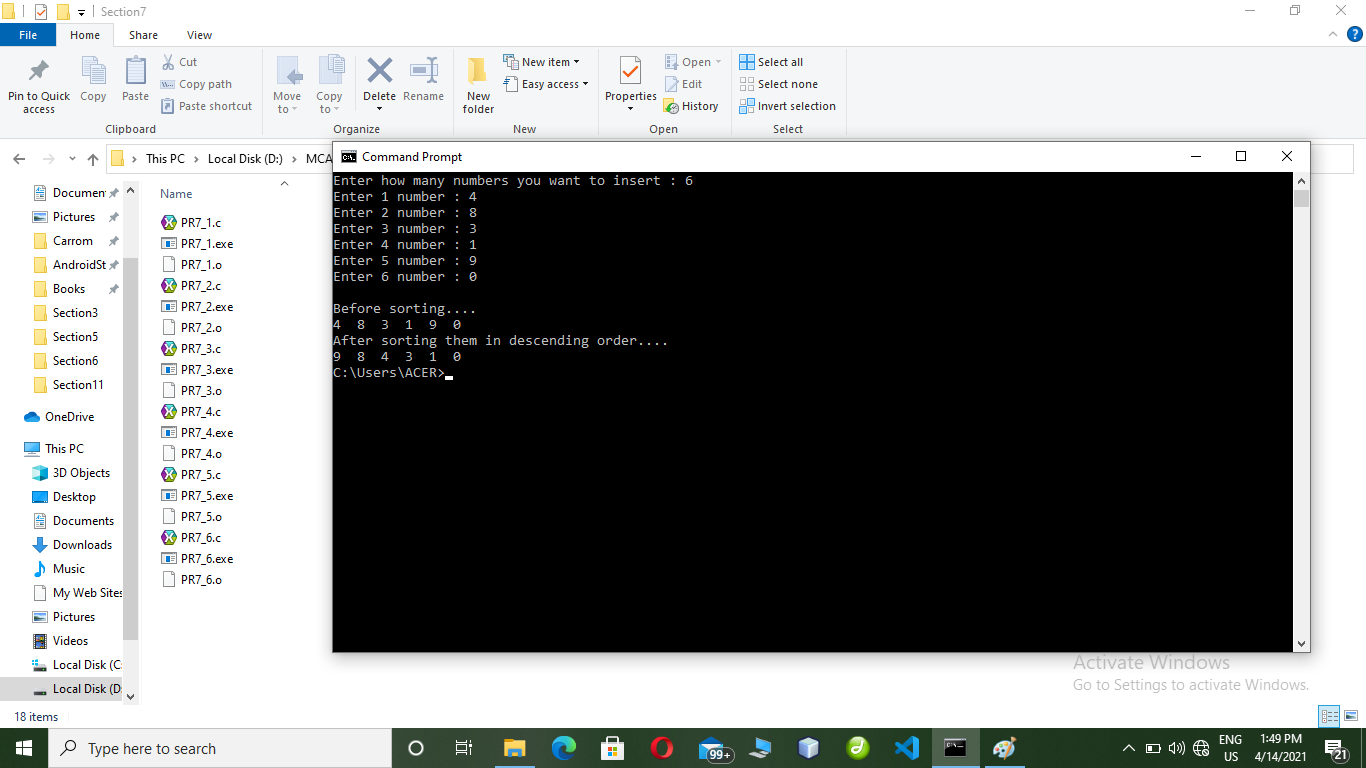 Section7
File Home Share View
Pin to Quick access
Copy
Paste
Cut
Copy path
Paste shortcut
Clipboard
Move to
Copy to
Delete
Rename
Organize
New folder
New item
Easy access
New
Properties
Open
Edit
History
Open
Select all
Select none
Invert selection
Select
This PC > Local Disk (D:) > MCA
Documen
Pictures
Carrom
AndroidSt
Books
Section3
Section5
Section6
Section11
OneDrive
This PC
3D Objects
Desktop
Documents
Downloads
Music
My Web Sites
Pictures
Videos
Local Disk (C
Local Disk (D
Name
PR7_1.c
PR7_1.exe
PR7_1.o
PR7_2.c
PR7_2.exe
PR7_2.o
PR7_3.c
PR7_3.exe
PR7_3.o
PR7_4.c
PR7_4.exe
PR7_4.o
PR7_5.c
PR7_5.exe
PR7_5.o
PR7_6.c
PR7_6.exe
PR7_6.o
Command Prompt
Enter how many numbers you want to insert : 6
Enter 1 number : 4
Enter 2 number : 8
Enter 3 number : 3
Enter 4 number : 1
Enter 5 number : 9
Enter 6 number : 0
Before sorting....
4 8 3 1 9 0
After sorting them in descending order....
9 8 4 3 1 0
C:\Users\ACER>
Activate Windows
Go to Settings to activate Windows.
18 items
Type here to search
99+
ENG
US
1:49 PM
4/14/2021
21